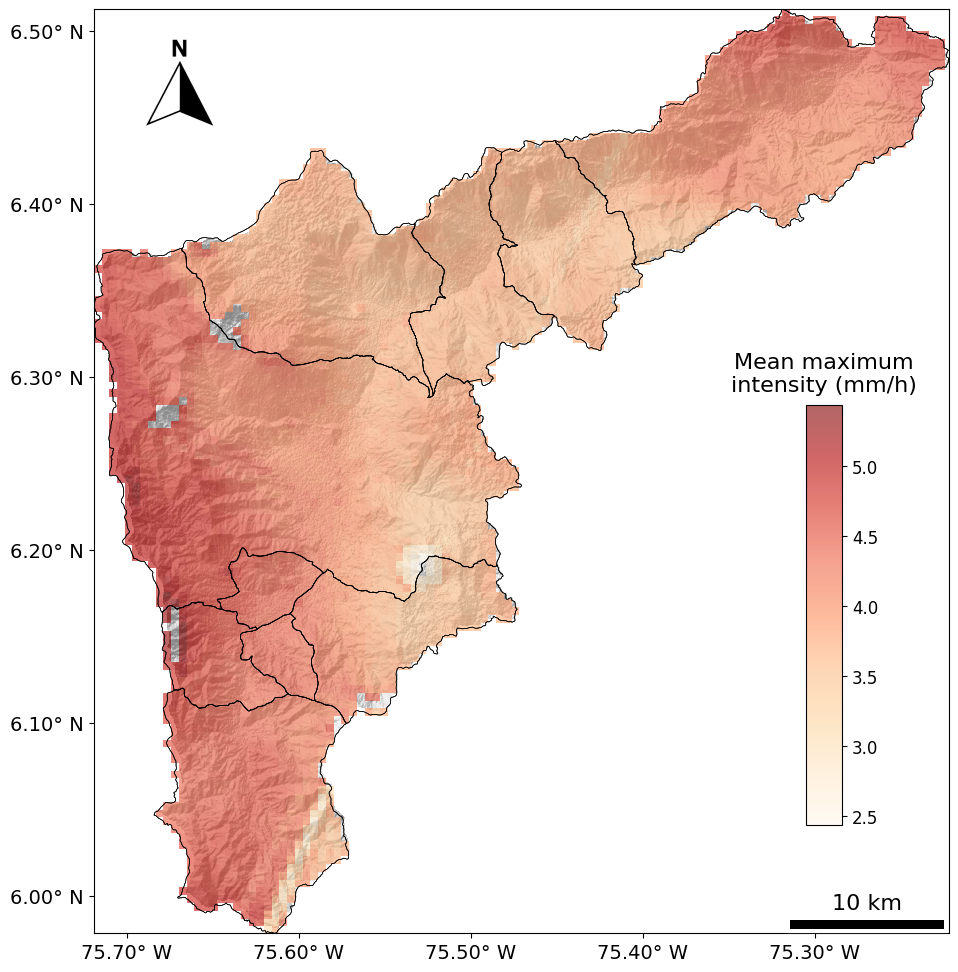 6.50° N
N
6.40° N
6.30° N
Mean maximum
intensity (mm/h)
5.0
4.5
6.20° N
4.0
3.5
6.10° N
3.0
2.5
6.00° N
10 km
75.70° W 75.60° W 75.50° W 75.40° W 75.30° W